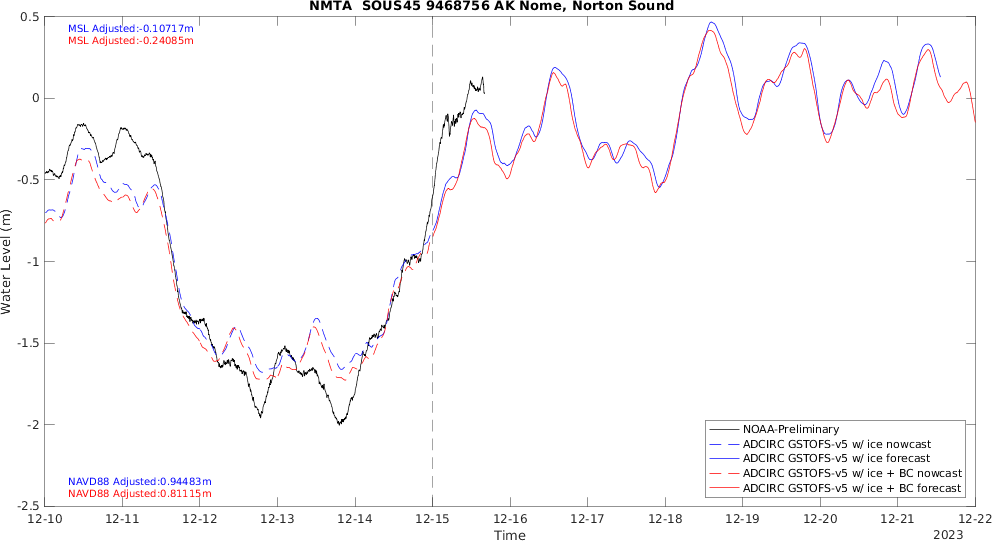 NMTA SOUS45 9468756 AK Nome, Norton Sound
MSL Adjusted:-0.10717m
MSL Adjusted:-0.24085m
0.5
0
-0.5
-1
-1.5
-2
-2.5
Water Level (m)
NOAA-Preliminary
ADCIRC GSTOFS-v5 w/ ice nowcast
ADCIRC GSTOFS-v5 w/ ice forecast
ADCIRC GSTOFS-v5 w/ ice + BC nowcast
ADCIRC GSTOFS-v5 w/ ice + BC forecast
NAVD88 Adjusted:0.94483m
NAVD88 Adjusted:0.81115m
12-10 12-11 12-12 12-13 12-14 12-15 12-16 12-17 12-18 12-19 12-20 12-21 12-22
Time
2023